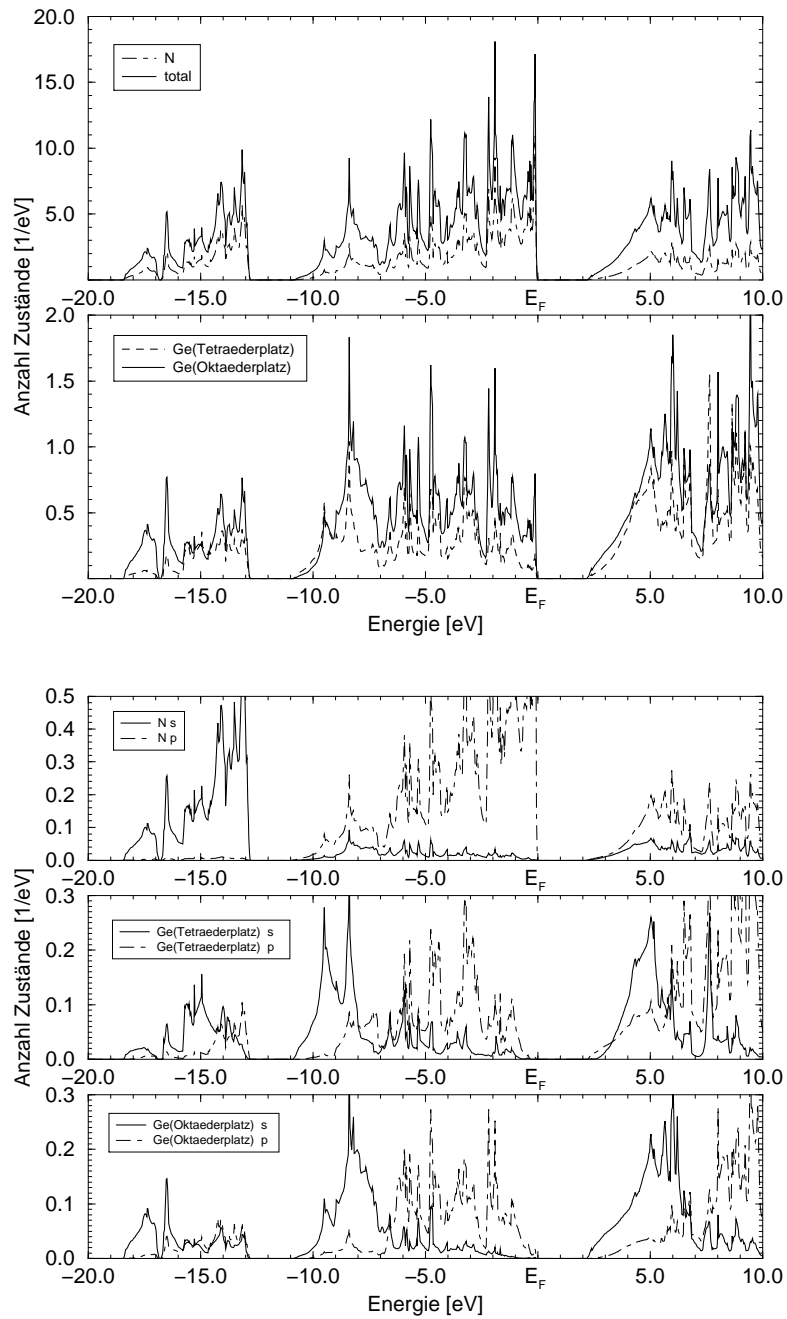 20.0
15.0
10.0
5.0
−20.0 −15.0 −10.0 −5.0 E_F 5.0 10.0
N
total
Anzahl Zustände [1/eV]
2.0
1.5
1.0
0.5
0.0
−20.0 −15.0 −10.0 −5.0 E_F 5.0 10.0
Ge(Tetraederplatz)
Ge(Oktaederplatz)
Energie [eV]
0.5
0.4
0.3
0.2
0.1
0.0
−20.0 −15.0 −10.0 −5.0 E_F 5.0 10.0
N s
N p
Anzahl Zustände [1/eV]
0.3
0.2
0.1
0.0
−20.0 −15.0 −10.0 −5.0 E_F 5.0 10.0
Ge(Tetraederplatz) s
Ge(Tetraederplatz) p
0.3
0.2
0.1
0.0
−20.0 −15.0 −10.0 −5.0 E_F 5.0 10.0
Ge(Oktaederplatz) s
Ge(Oktaederplatz) p
Energie [eV]